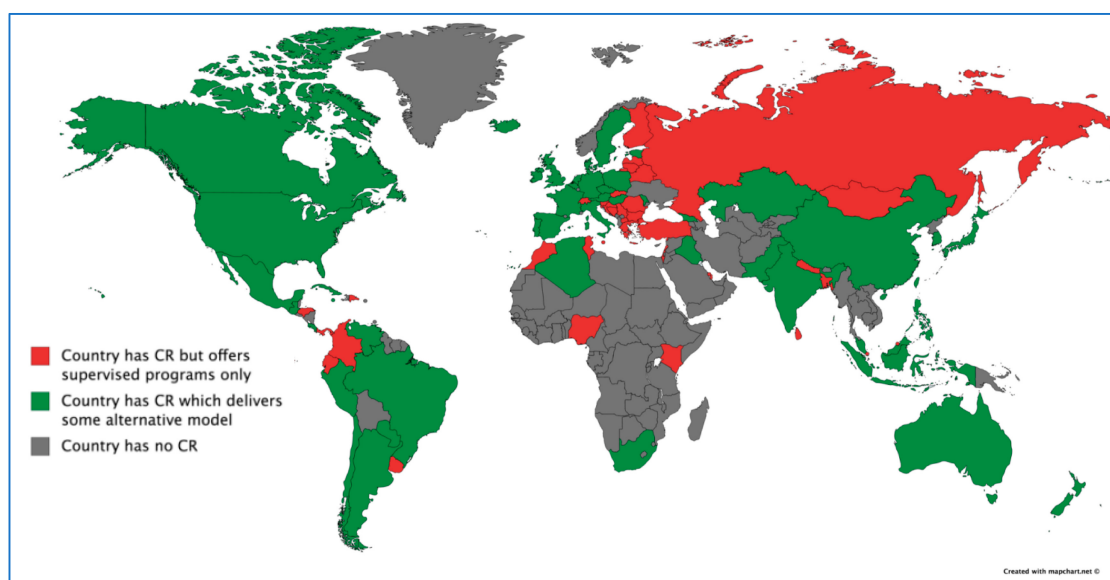 Country has CR but offers
supervised programs only
Country has CR which delivers
some alternative model
Country has no CR
Created with mapchart.net ©